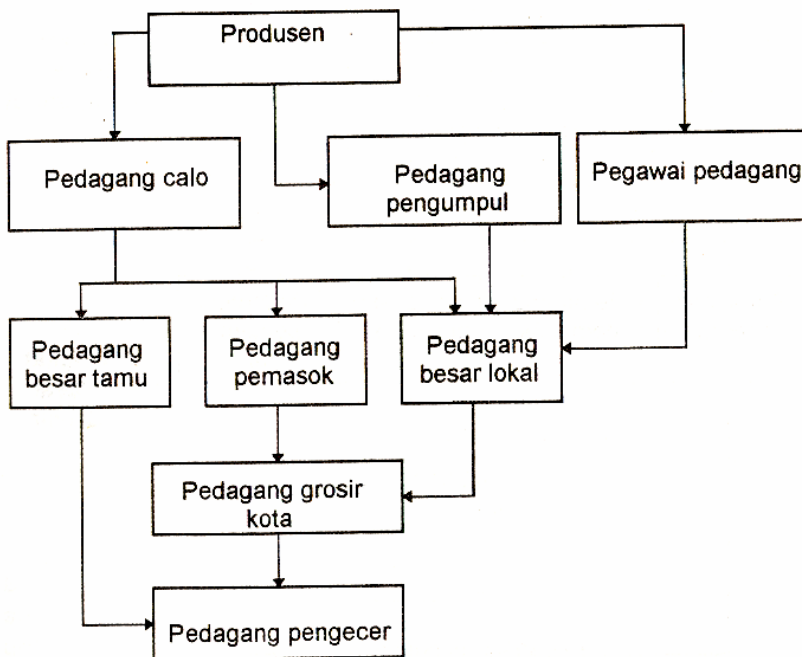 Produsen
Pedagang calo
Pedagang
pengumpul
Pegawai pedagang
Pedagang
besar tamu
Pedagang
pemasok
Pedagang
besar lokal
Pedagang grosir
kota
Pedagang pengecer